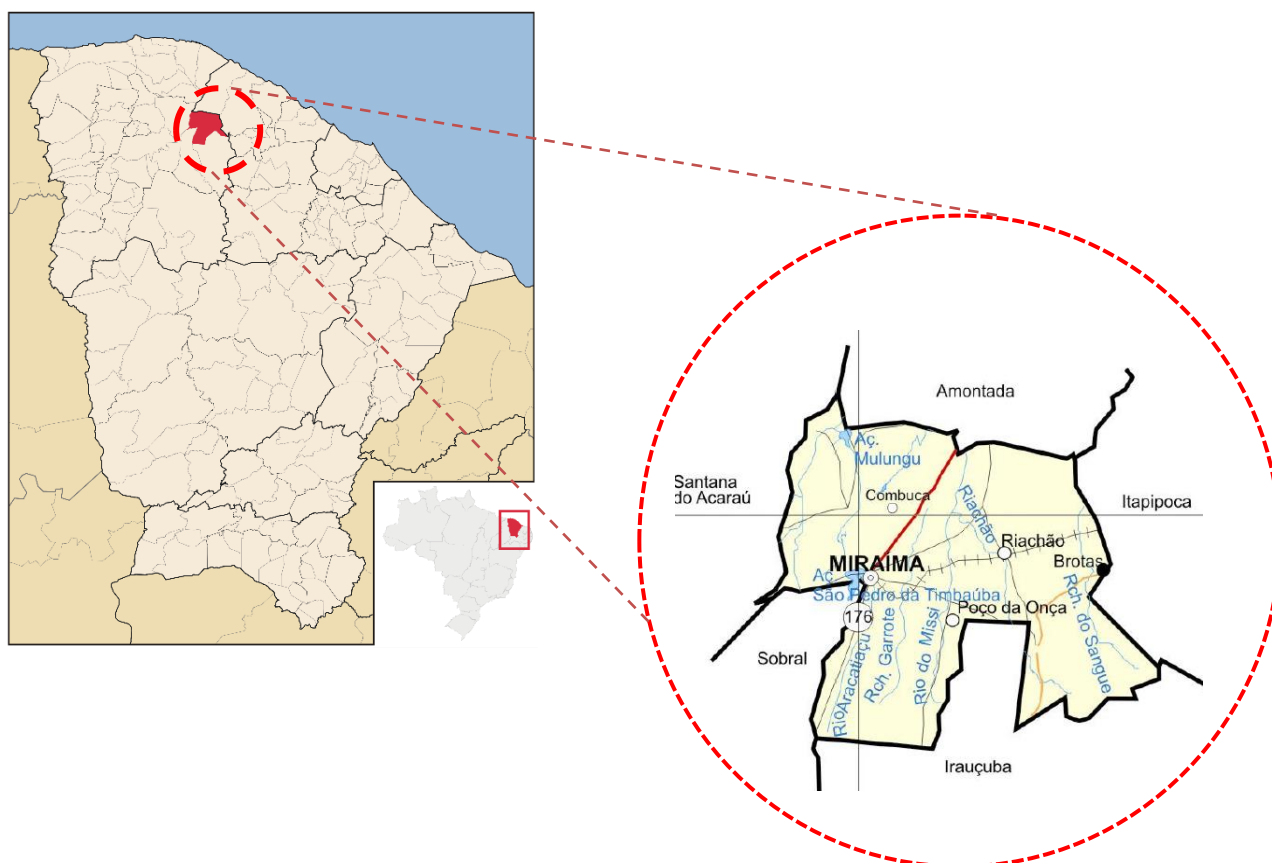 Amontada
Aç.
Mulungu
Santana
do Acaraú
Combuca
Riachão
Itapipoca
Riachão
MIRAIMA
Brotas
Aç.
São Pedro da Timbaúba
Poço da Onça
176
Rch. do Sangue
Sobral
Rio Aracatiaçu
Rch. Garrote
Rio do Missi
Irauçuba